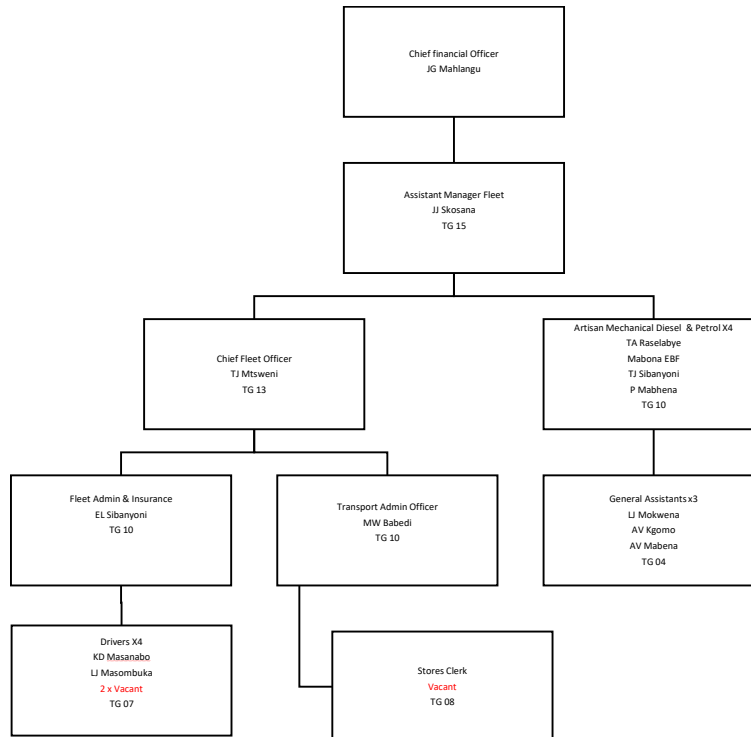 Chief financial Officer
JG Mahlangu
Assistant Manager Fleet
JJ Skosana
TG 15
Chief Fleet Officer
TJ Mtsweni
TG 13
Artisan Mechanical Diesel & Petrol X4
TA Raselabye
Mabona EBF
TJ Sibanyoni
P Mabhena
TG 10
Fleet Admin & Insurance
EL Sibanyoni
TG 10
Transport Admin Officer
MW Babedi
TG 10
General Assistants x3
LJ Mokwena
AV Kgomo
AV Mabena
TG 04
Drivers X4
KD Masanabo
LJ Masombuka
2 x Vacant
TG 07
Stores Clerk
Vacant
TG 08